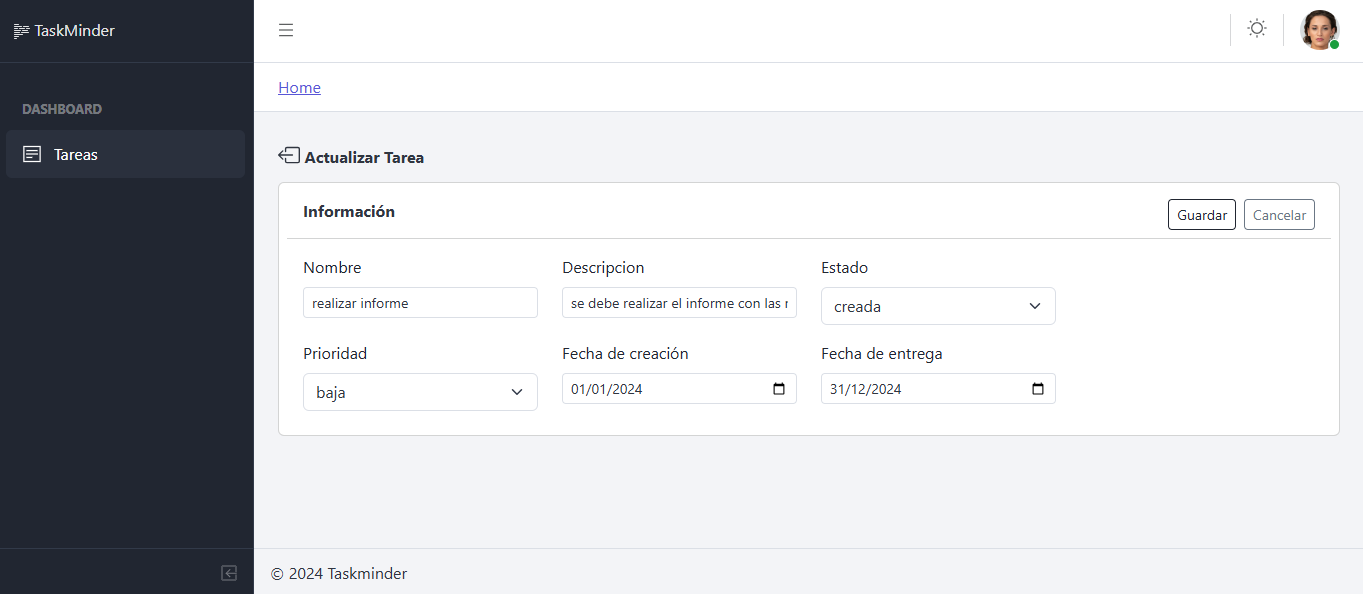 TaskMinder
Home
DASHBOARD
Tareas
Actualizar Tarea
Información
Guardar
Cancelar
Nombre
Descripcion
Estado
realizar informe
se debe realizar el informe con las
creada
Prioridad
Fecha de creación
Fecha de entrega
baja
01/01/2024
31/12/2024
© 2024 Taskminder